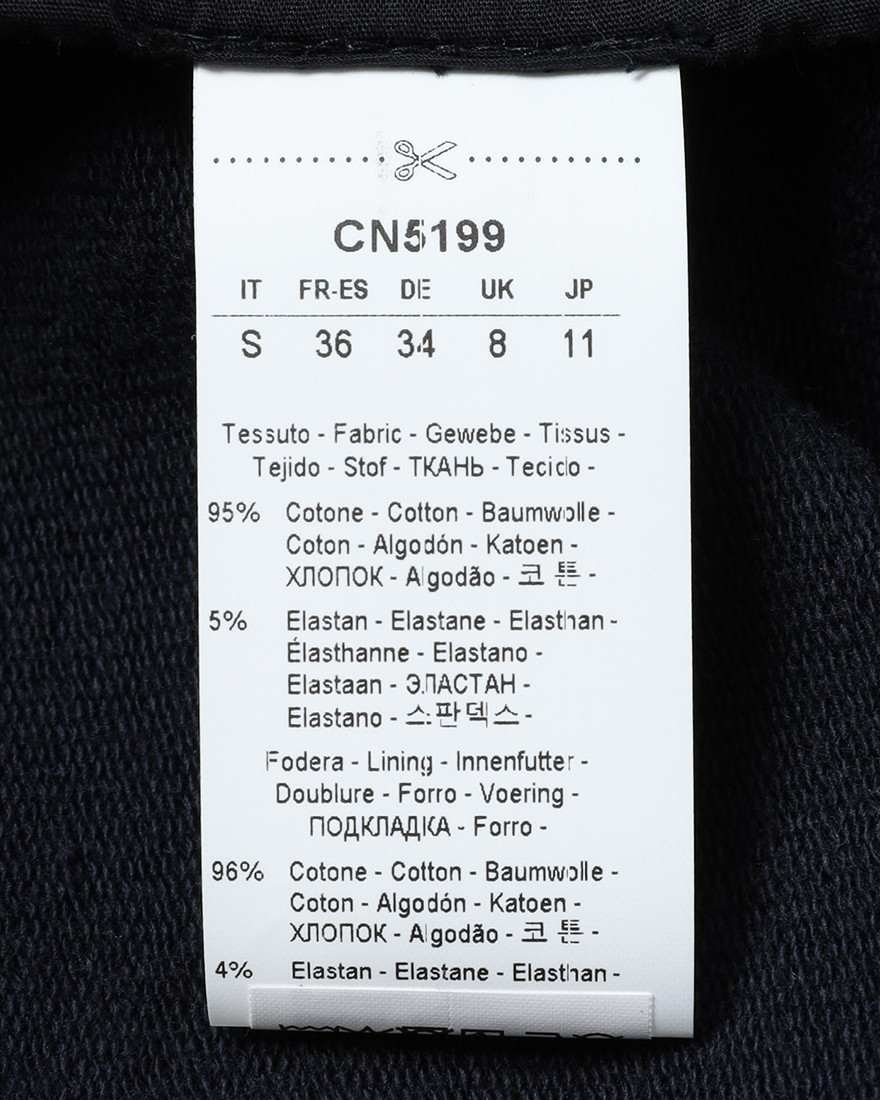 CN5199
IT FR-ES DE UK JP
S 36 34 8 11
Tessuto - Fabric - Gewebe - Tissus -
Tejido - Stof - ТКАНЬ - Tecido -
95% Cotone - Cotton - Baumwolle -
Coton - Algodón - Katoen -
ХЛОПОК - Algodão - 코 튼 -
5% Elastan - Elastane - Elasthan -
Élasthanne - Elastano -
Elastaan - ЭЛАСТАН -
Elastano - 스판덱스 -
Fodera - Lining - Innenfutter -
Doublure - Forro - Voering -
ПОДКЛАДКА - Forro -
96% Cotone - Cotton - Baumwolle -
Coton - Algodón - Katoen -
ХЛОПОК - Algodão - 코 튼 -
4% Elastan - Elastane - Elasthan -